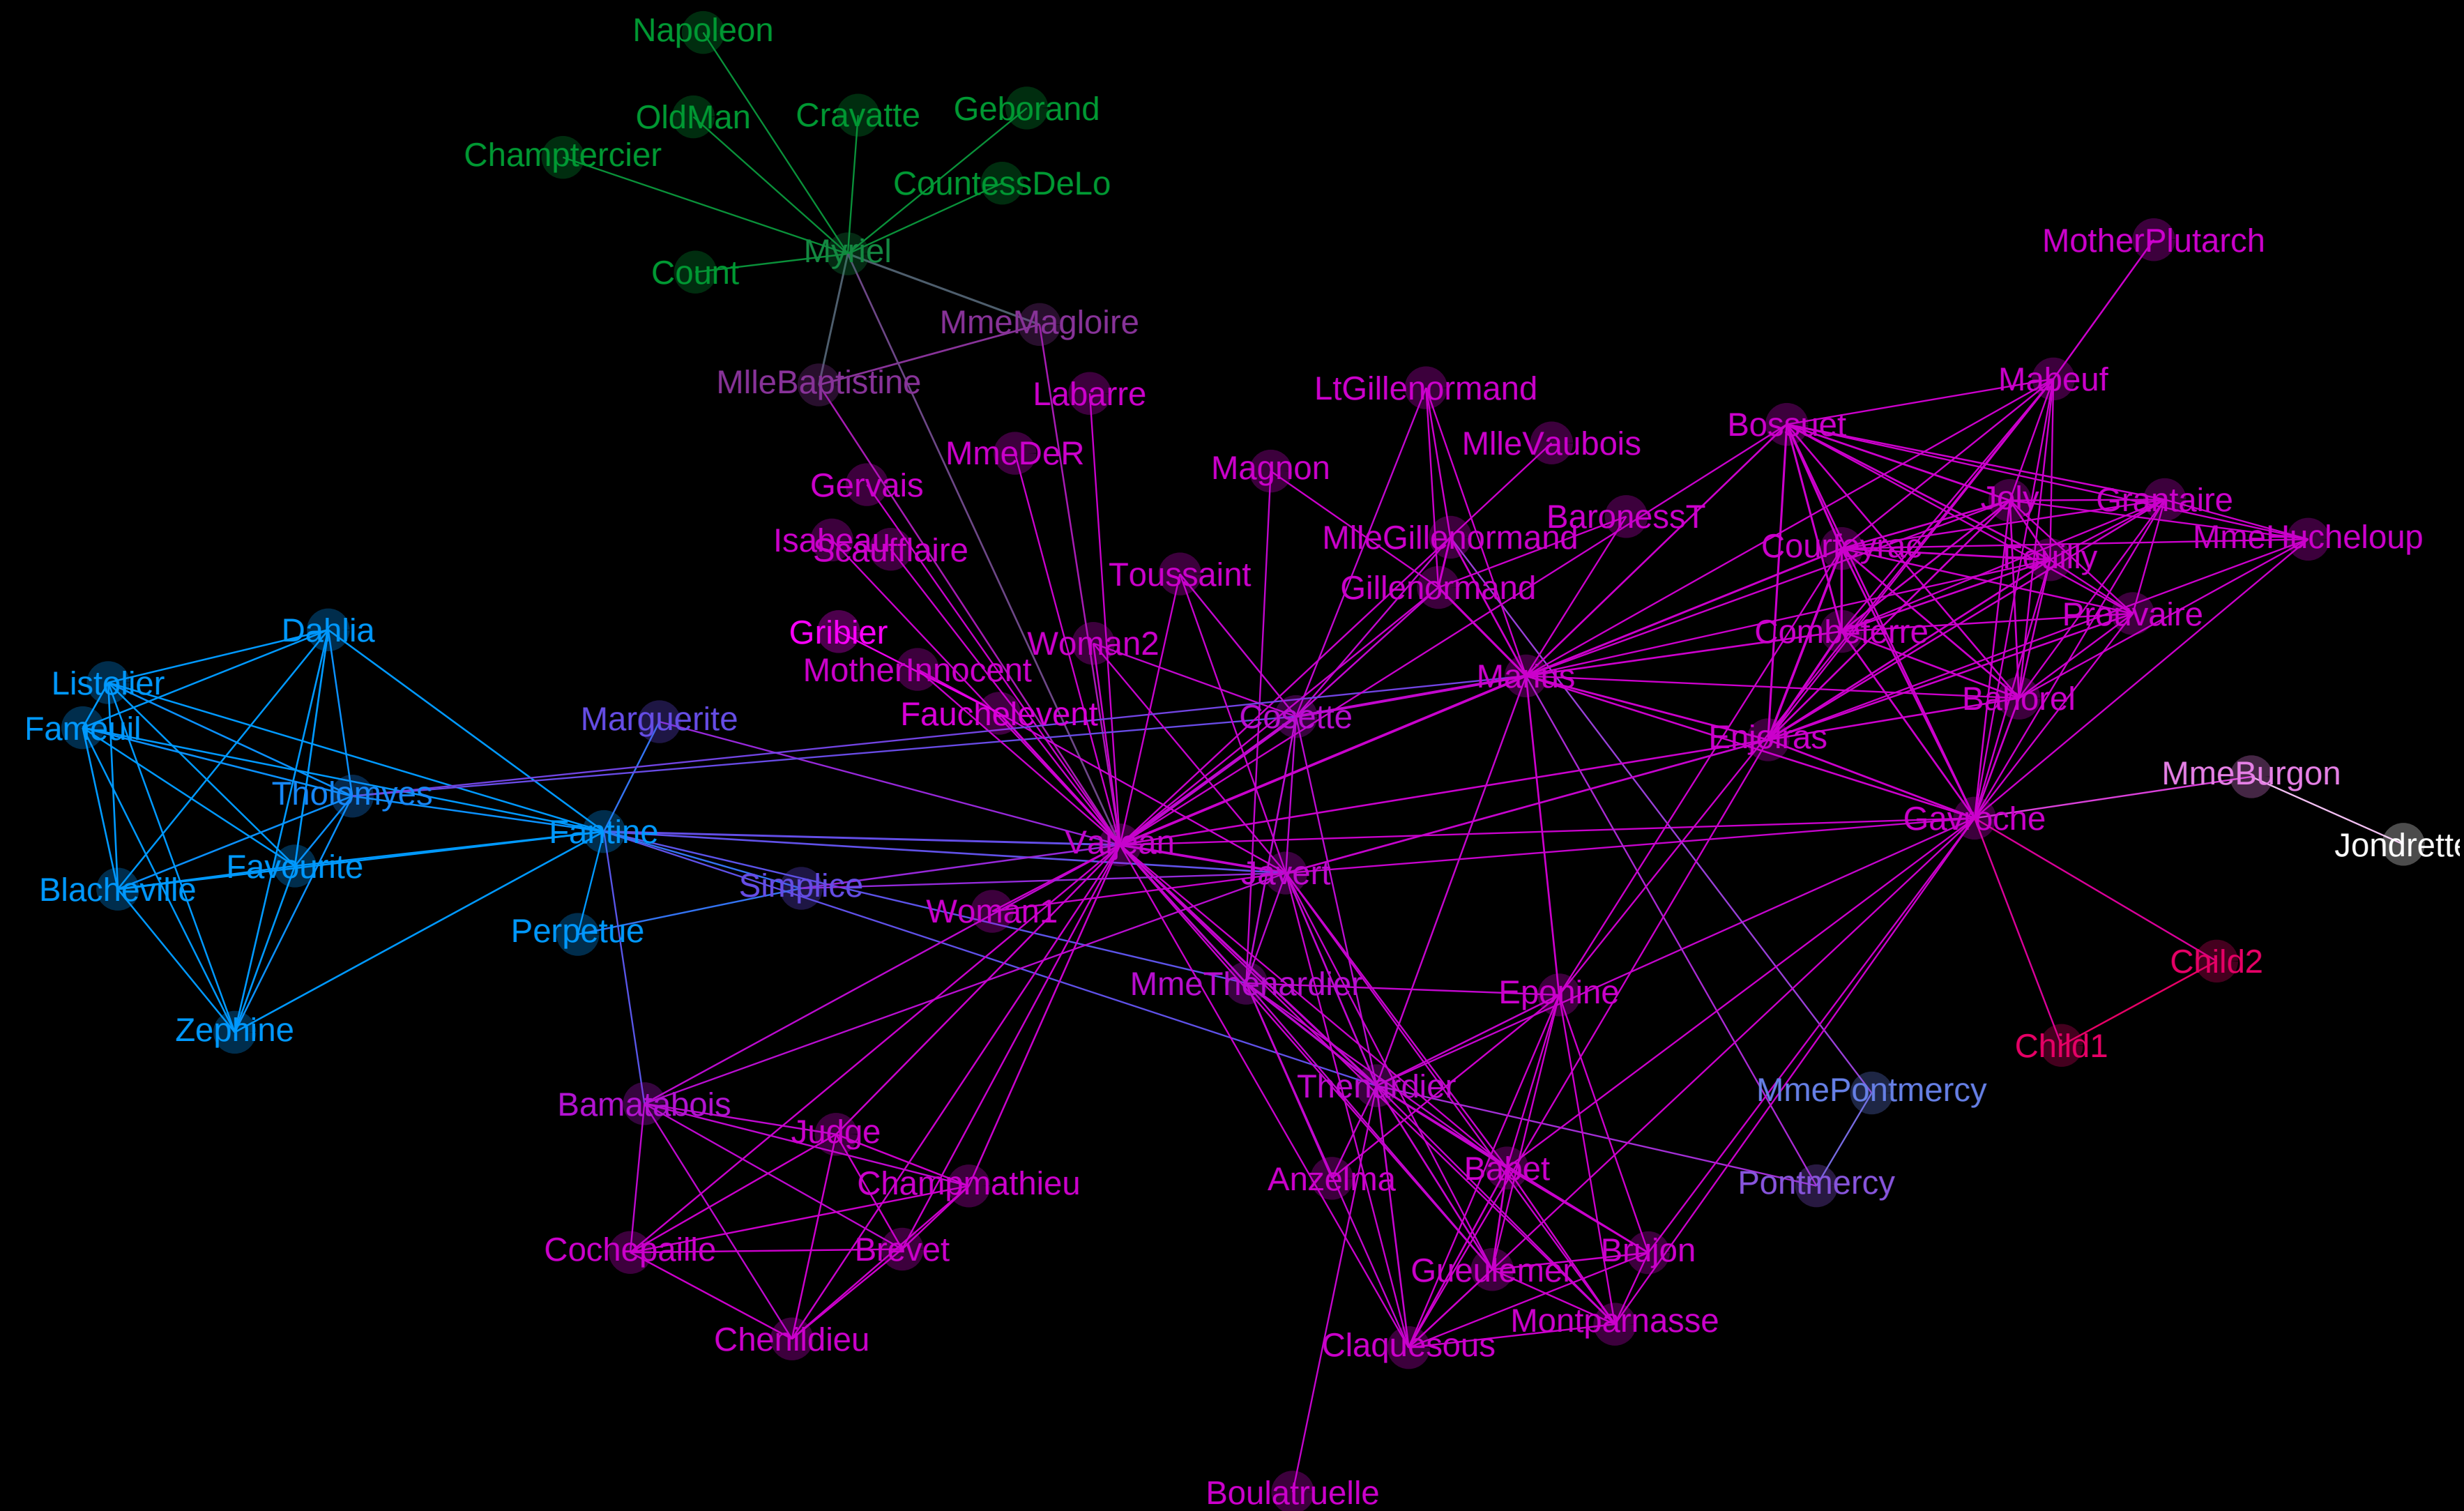 Napoleon
OldMan
Cravatte
Geborand
Champtercier
CountessDeLo
MotherPlutarch
Myriel
Count
MmeMagloire
MlleBaptistine
Labarre
LtGillenormand
Mabeuf
Bossuet
MmeDeR
MlleVaubois
Magnon
Gervais
Joly
Grantaire
BaronessT
Isabeau
Scaufflaire
MlleGillenormand
Courfeyrac
Feuilly
MmeHucheloup
Toussaint
Gillenormand
Dahlia
Gribier
Woman2
Combeferre
Prouvaire
Listolier
MotherInnocent
Marius
Bahorel
Fameuil
Marguerite
Fauchelevent
Cosette
Enjolras
MmeBurgon
Tholomyes
Fantine
Valjean
Gavroche
Jondrette
Favourite
Blacheville
Simplice
Javert
Woman1
Perpetue
Child2
MmeThenardier
Eponine
Zephine
Child1
Bamatabois
Thenardier
MmePontmercy
Judge
Champmathieu
Anzelma
Babet
Pontmercy
Cochepaille
Brevet
Gueulemer
Brujon
Chenildieu
Claquesous
Montparnasse
Boulatruelle